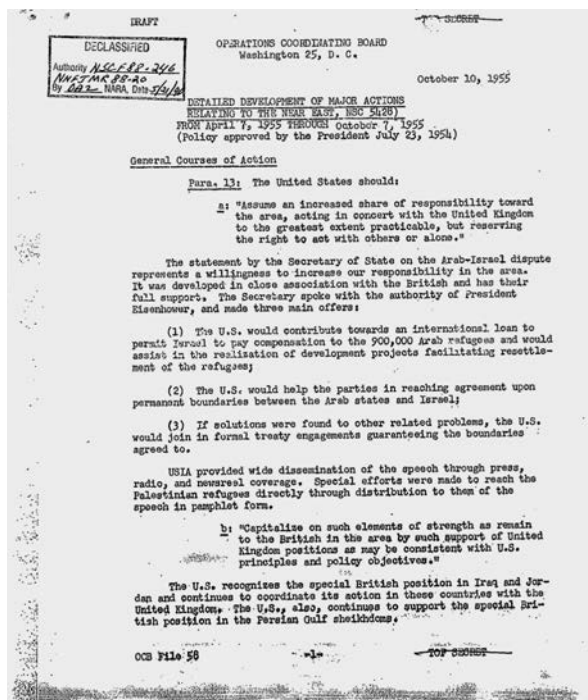 DRAFT
TOP SECRET
DECLASSIFIED
Authority NSC F88-246
NNFTMR 88-20
By NARA, Date
OPERATIONS COORDINATING BOARD
Washington 25, D. C.
October 10, 1955
DETAILED DEVELOPMENT OF MAJOR ACTIONS
RELATING TO THE NEAR EAST, NSC 5428)
FROM April 7, 1955 THROUGH October 7, 1955
(Policy approved by the President July 23, 1954)
General Courses of Action
Para. 13: The United States should:
a: "Assume an increased share of responsibility toward
the area, acting in concert with the United Kingdom
to the greatest extent practicable, but reserving
the right to act with others or alone."
The statement by the Secretary of State on the Arab-Israel dispute
represents a willingness to increase our responsibility in the area.
It was developed in close association with the British and has their
full support. The Secretary spoke with the authority of President
Eisenhower, and made three main offers:
(1) The U.S. would contribute towards an international loan to
permit Israel to pay compensation to the 900,000 Arab refugees and would
assist in the realization of development projects facilitating resettle-
ment of the refugees;
(2) The U.S. would help the parties in reaching agreement upon
permanent boundaries between the Arab states and Israel;
(3) If solutions were found to other related problems, the U.S.
would join in formal treaty engagements guaranteeing the boundaries
agreed to.
USIA provided wide dissemination of the speech through press,
radio, and newsreel coverage. Special efforts were made to reach the
Palestinian refugees directly through distribution to them of the
speech in pamphlet form.
b: "Capitalize on such elements of strength as remain
to the British in the area by such support of United
Kingdom positions as may be consistent with U.S.
principles and policy objectives."
The U.S. recognizes the special British position in Iraq and Jor-
dan and continues to coordinate its action in these countries with the
United Kingdom. The U.S., also, continues to support the special Bri-
tish position in the Persian Gulf sheikhdoms.
OCB File 58
-1-
TOP SECRET